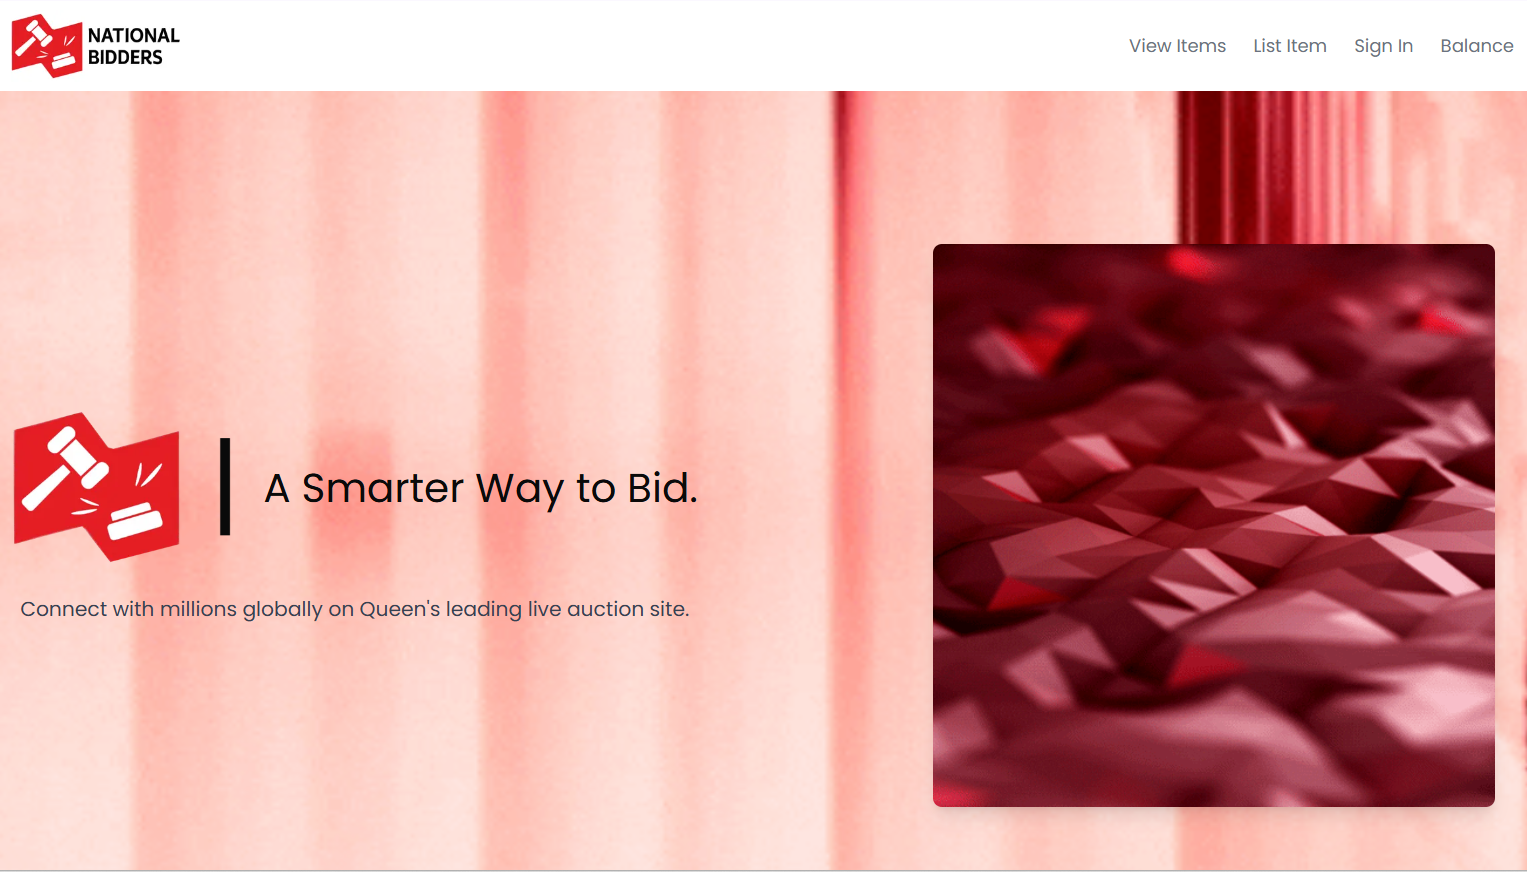 NATIONAL
BIDDERS
View Items List Item Sign In Balance
A Smarter Way to Bid.
Connect with millions globally on Queen's leading live auction site.